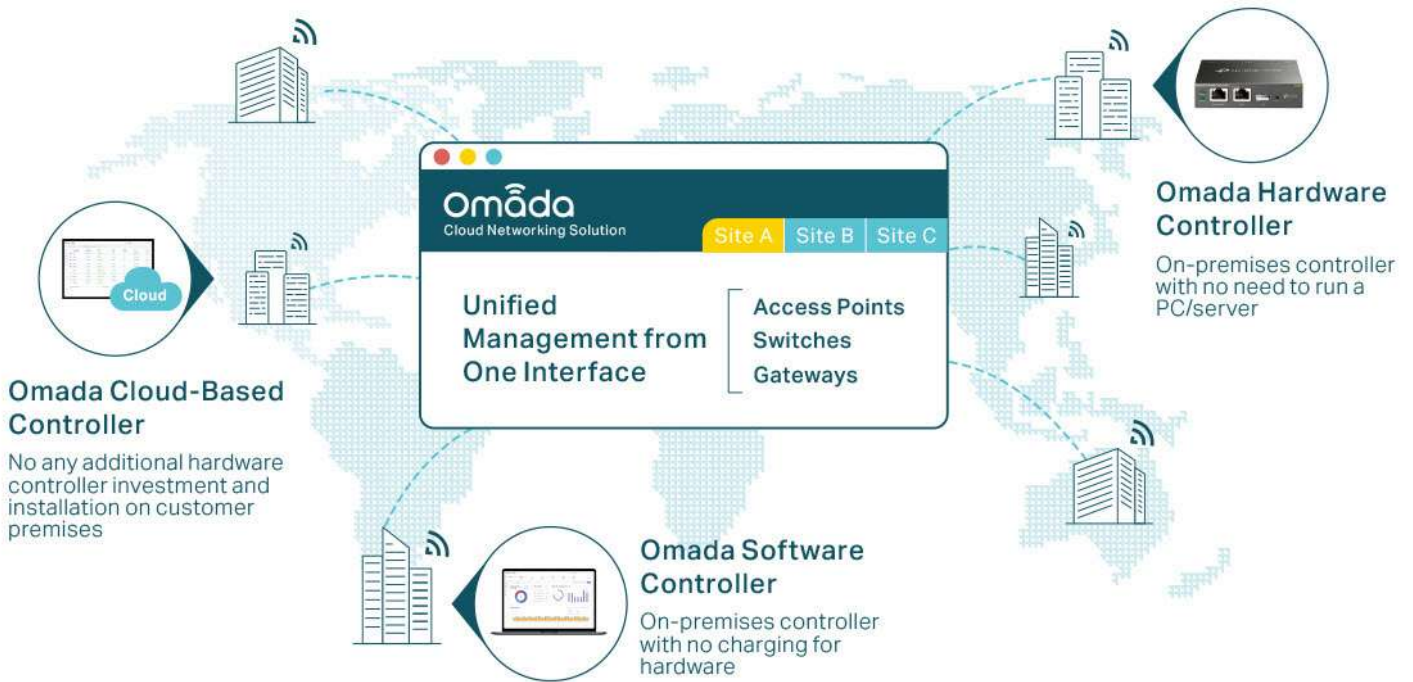 Omada
Cloud Networking Solution
Site A
Site B
Site C
Unified
Management from
One Interface
Access Points
Switches
Gateways
Omada Hardware
Controller
On-premises controller
with no need to run a
PC/server
Cloud
Omada Cloud-Based
Controller
No any additional hardware
controller investment and
installation on customer
premises
Omada Software
Controller
On-premises controller
with no charging for
hardware